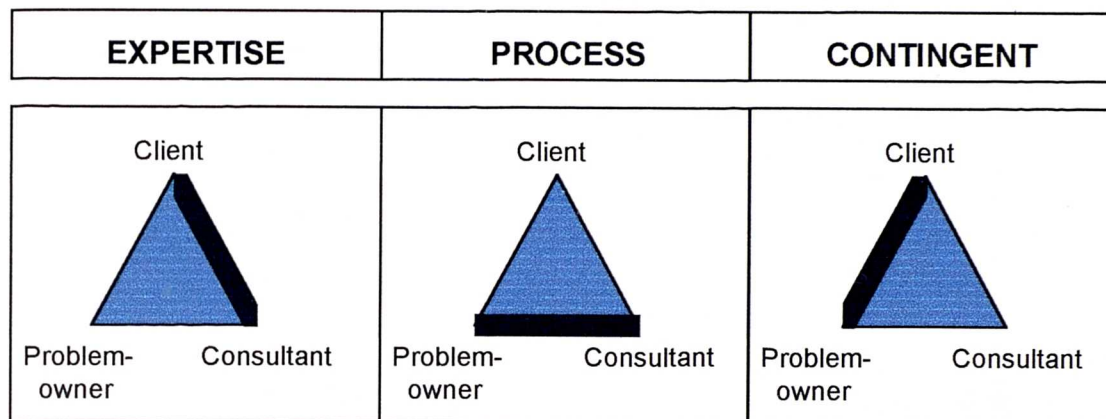 EXPERTISE PROCESS CONTINGENT
Client Client Client
Problem- Consultant Problem- Consultant Problem- Consultant
owner owner owner